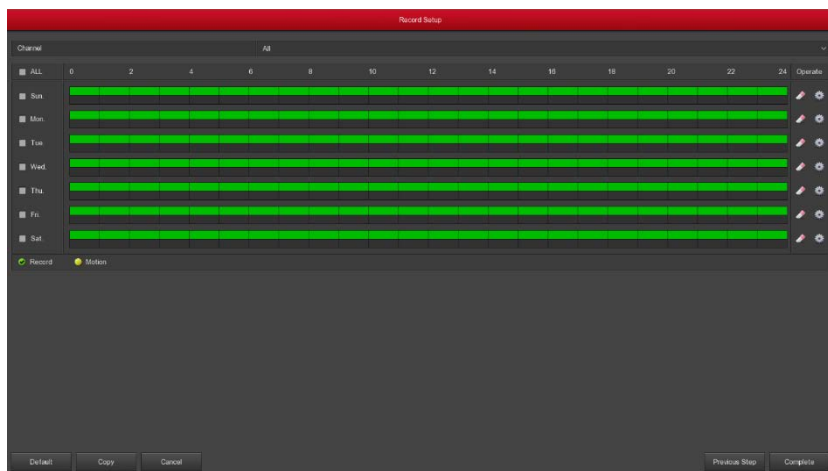 Record Setup
Channel All
ALL 0 2 4 6 8 10 12 14 16 18 20 22 24 Operate
Sun.
Mon.
Tue.
Wed.
Thu.
Fri.
Sat.
Record Motion
Default Copy Cancel Previous Step Complete